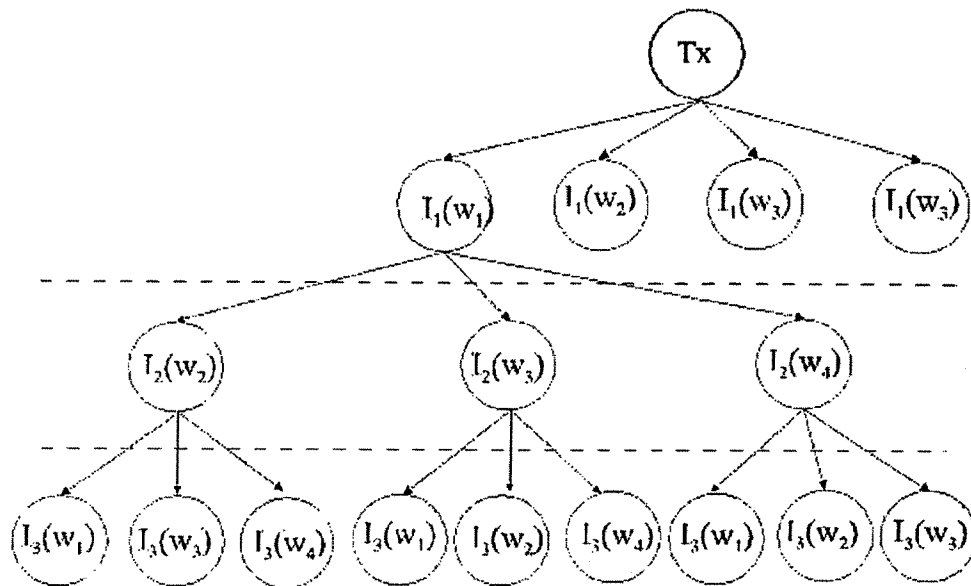 Tx
I₁(w₁) I₁(w₂) I₁(w₃) I₁(w₃)
I₂(w₂) I₂(w₃) I₂(w₄)
I₃(w₁) I₃(w₃) I₃(w₄) I₃(w₁) I₃(w₂) I₃(w₄) I₃(w₁) I₃(w₂) I₃(w₃)